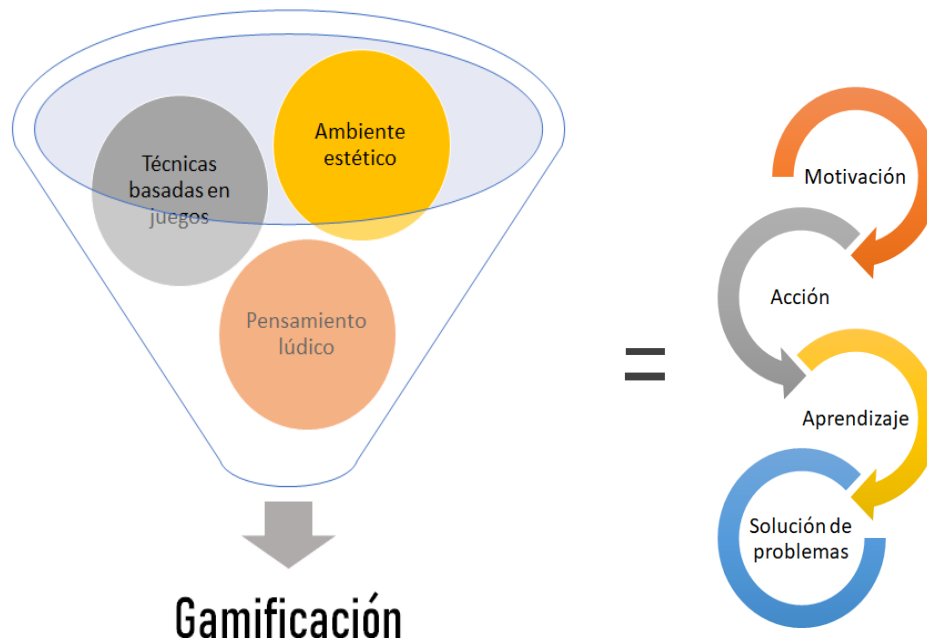 Técnicas
basadas en
juegos
Ambiente
estético
Pensamiento
lúdico
Gamificación
=
Motivación
Acción
Aprendizaje
Solución de
problemas